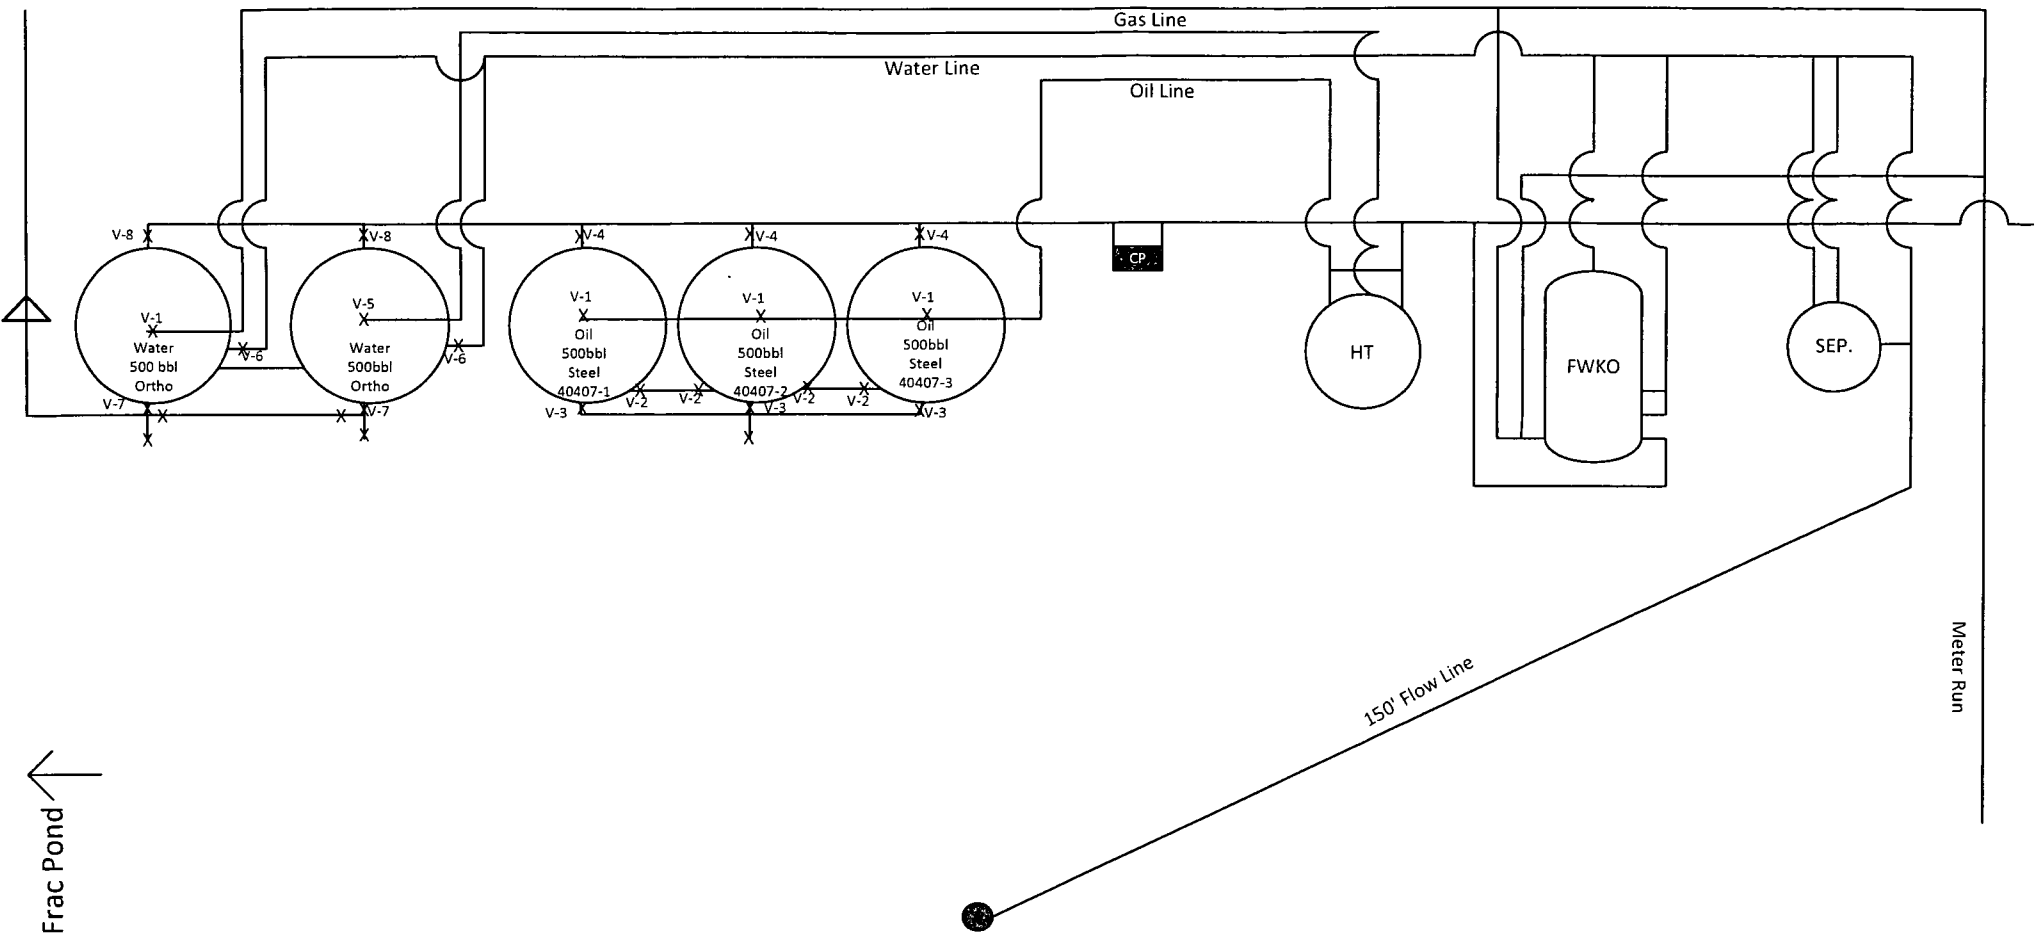 Gas Line
Water Line
Oil Line
V-8
V-8
V-4
V-4
V-4
CP
V-1
Water
500 bbl
Ortho
V-6
V-7
V-5
Water
500bbl
Ortho
V-6
V-7
V-1
Oil
500bbl
Steel
40407-1
V-2
V-3
V-1
Oil
500bbl
Steel
40407-2
V-2
V-3
V-2
V-1
Oil
500bbl
Steel
40407-3
V-2
V-3
HT
FWKO
SEP.
150' Flow Line
Meter Run
Frac Pond